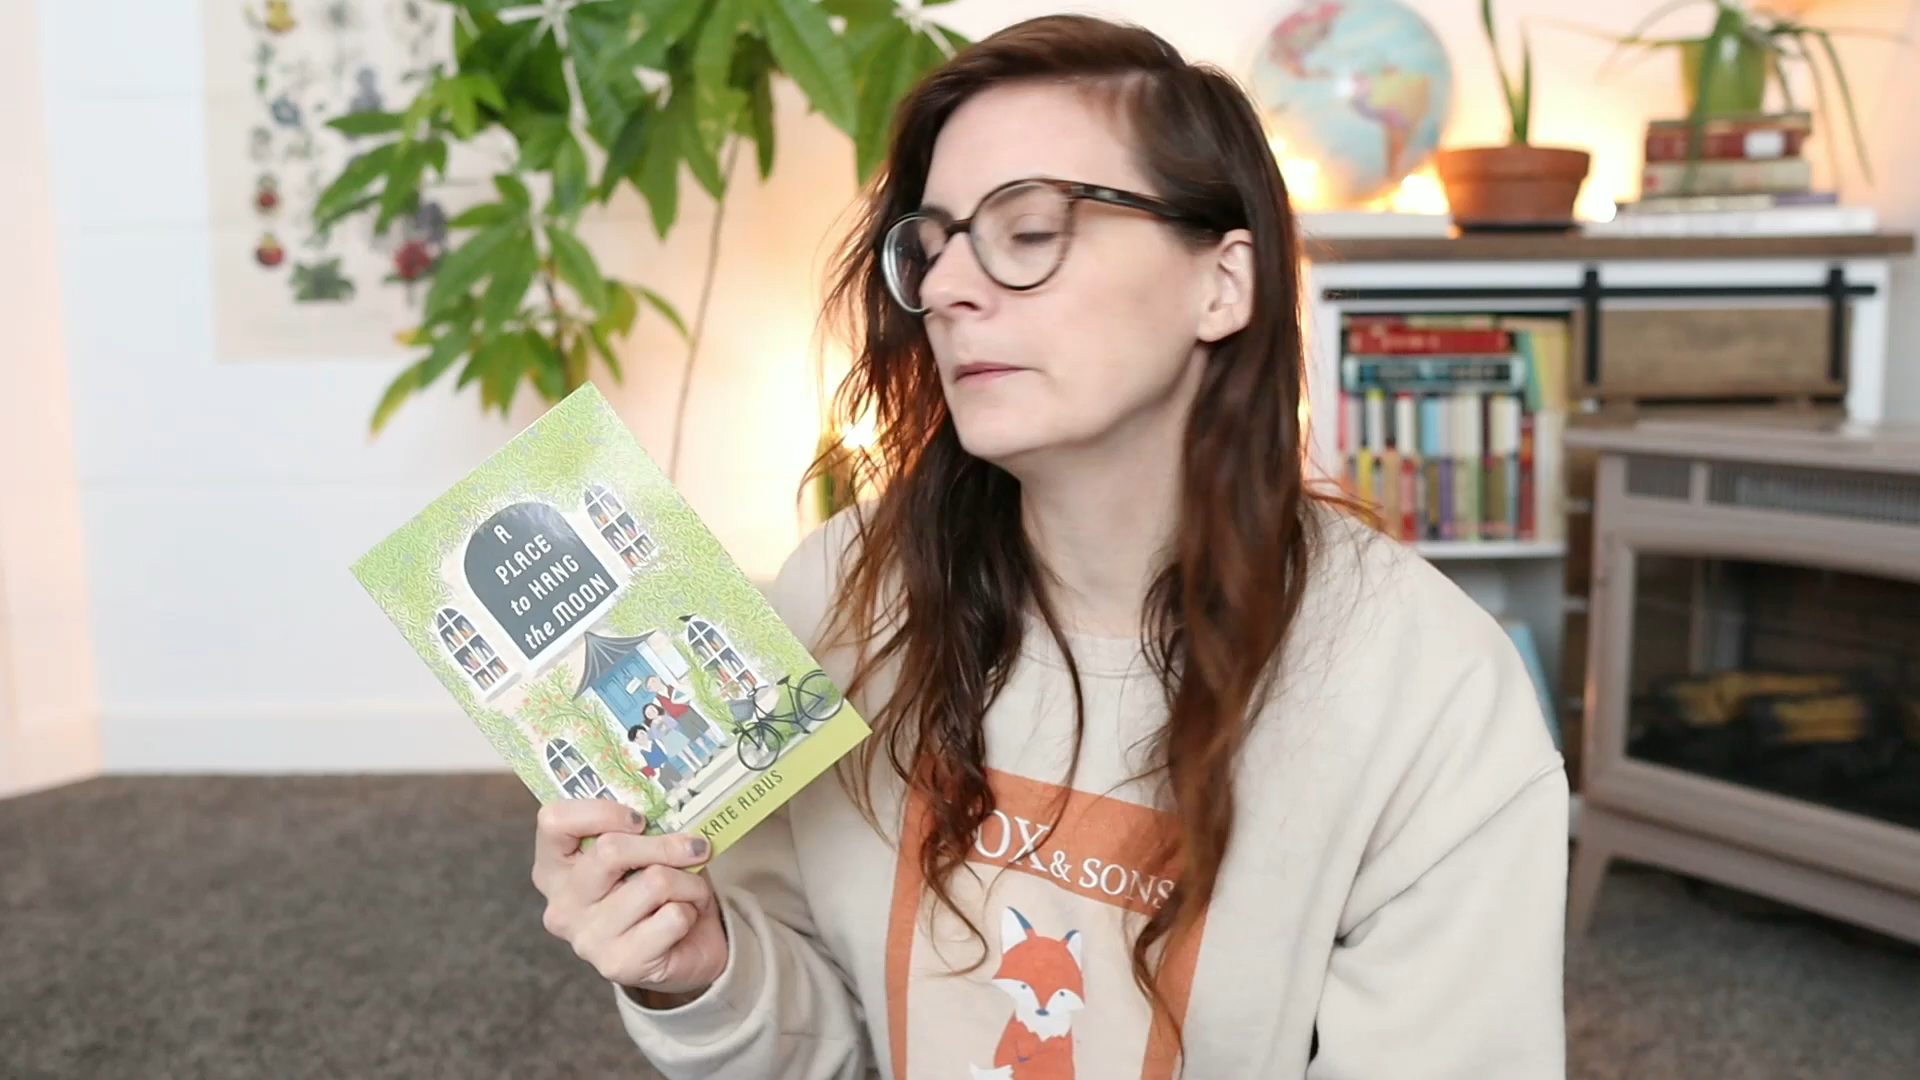 A
PLACE
to HANG
the MOON
KATE ALBUS
OX & SONS